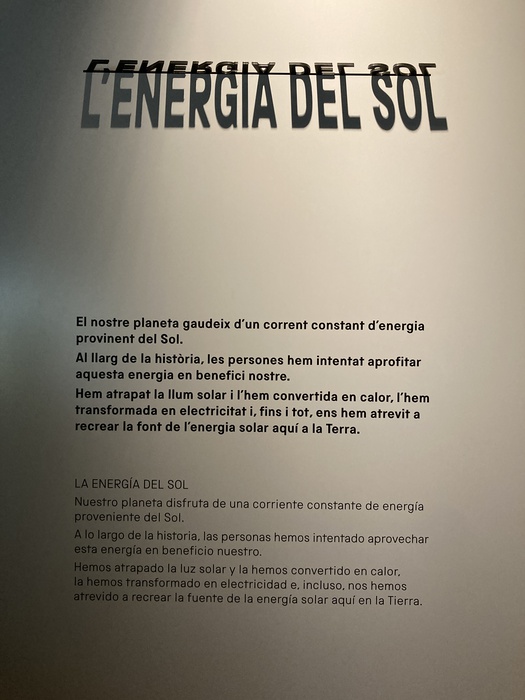 L'ENERGIA DEL SOL
El nostre planeta gaudeix d'un corrent constant d'energia
provinent del Sol.
Al llarg de la història, les persones hem intentat aprofitar
aquesta energia en benefici nostre.
Hem atrapat la llum solar i l'hem convertida en calor, l'hem
transformada en electricitat i, fins i tot, ens hem atrevit a
recrear la font de l'energia solar aquí a la Terra.
LA ENERGÍA DEL SOL
Nuestro planeta disfruta de una corriente constante de energía
proveniente del Sol.
A lo largo de la historia, las personas hemos intentado aprovechar
esta energía en beneficio nuestro.
Hemos atrapado la luz solar y la hemos convertido en calor,
la hemos transformado en electricidad e, incluso, nos hemos
atrevido a recrear la fuente de la energía solar aquí en la Tierra.